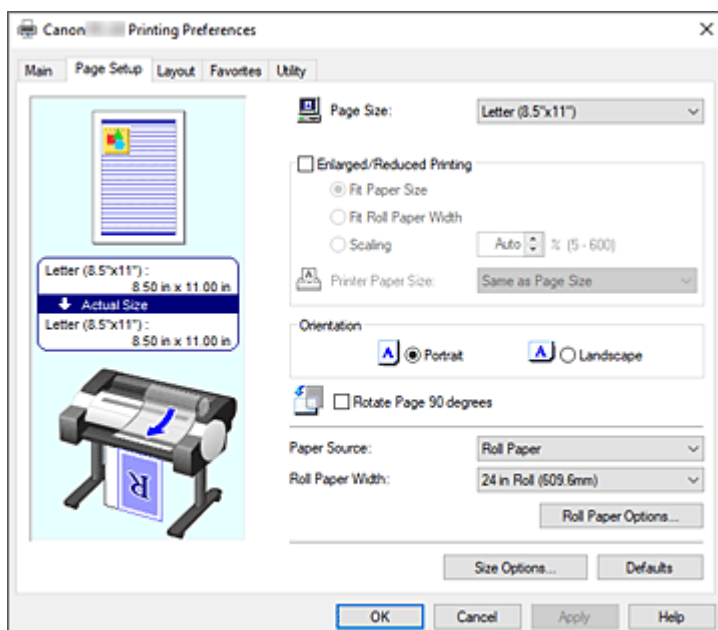 Canon Printing Preferences
Main Page Setup Layout Favorites Utility
Page Size: Letter (8.5"x11")
Enlarged/Reduced Printing
Fit Paper Size
Fit Roll Paper Width
Scaling Auto % (5 - 600)
Printer Paper Size: Same as Page Size
Letter (8.5"x11") :
8.50 in x 11.00 in
Actual Size
Letter (8.5"x11") :
8.50 in x 11.00 in
Orientation
A Portrait A Landscape
Rotate Page 90 degrees
R
Paper Source: Roll Paper
Roll Paper Width: 24 in Roll (609.6mm)
Roll Paper Options...
Size Options... Defaults
OK Cancel Apply Help